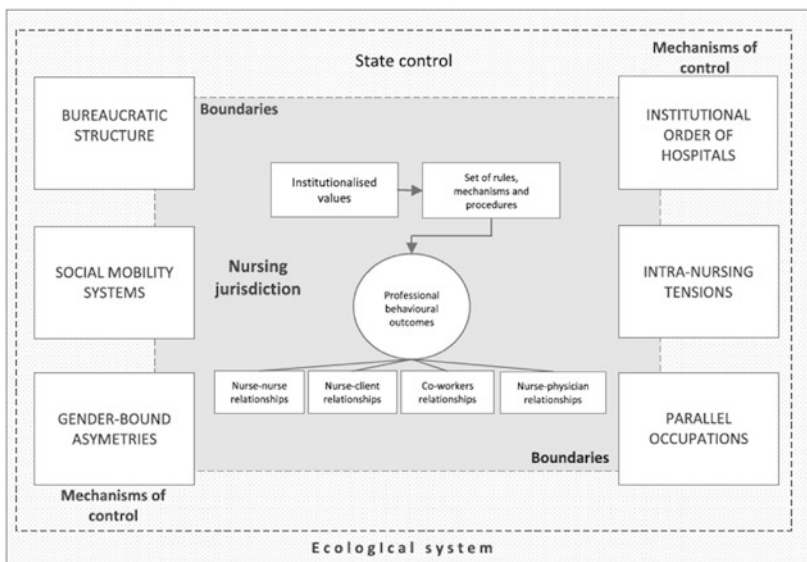 State control
Mechanisms of
control
BUREAUCRATIC
STRUCTURE
Boundaries
INSTITUTIONAL
ORDER OF
HOSPITALS
Institutionalised
values
Set of rules,
mechanisms and
procedures
SOCIAL MOBILITY
SYSTEMS
Nursing
jurisdiction
Professional
behavioural
outcomes
INTRA-NURSING
TENSIONS
Nurse-nurse
relationships
Nurse-client
relationships
Co-workers
relationships
Nurse-physician
relationships
GENDER-BOUND
ASYMETRIES
PARALLEL
OCCUPATIONS
Boundaries
Mechanisms of
control
Ecological system